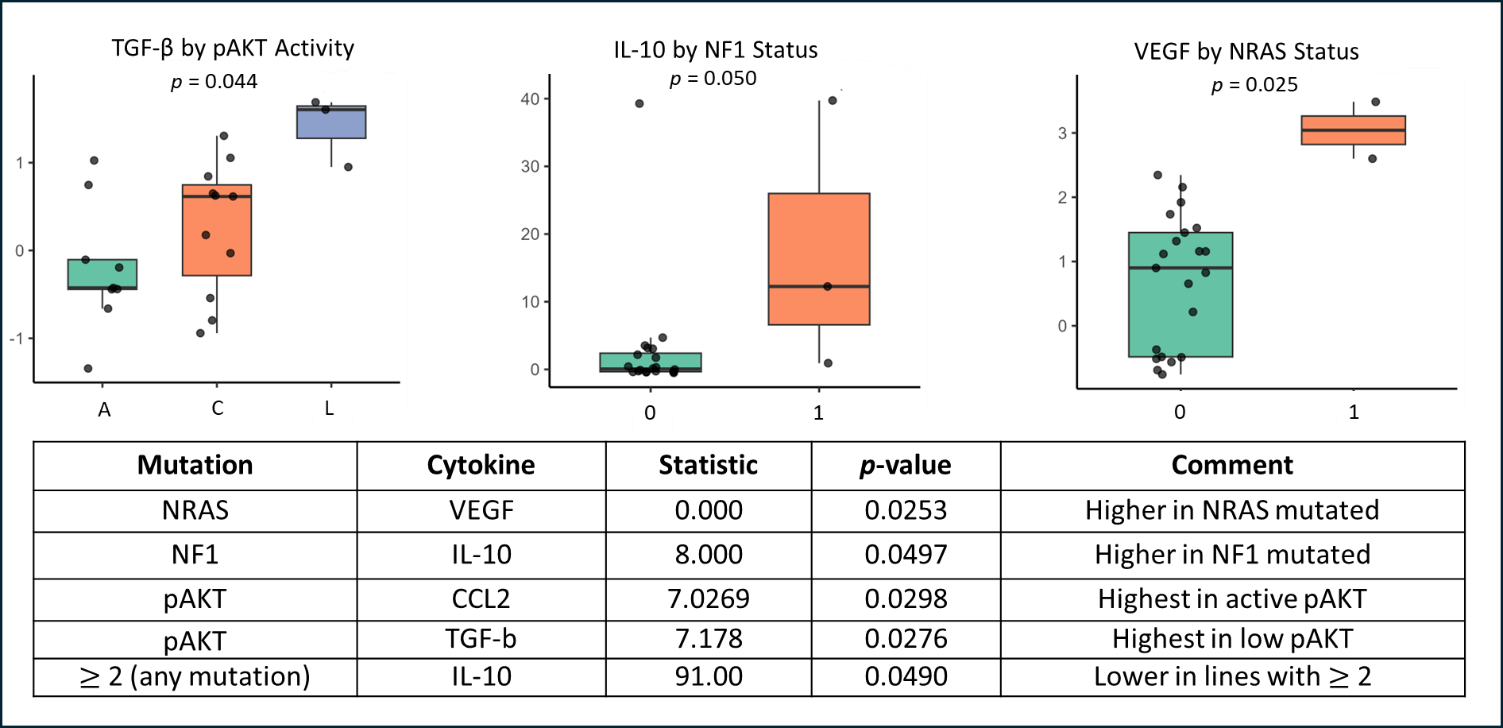 TGF-β by pAKT Activity
p = 0.044
1
0
-1
A C L
IL-10 by NF1 Status
p = 0.050
40
30
20
10
0
0 1
VEGF by NRAS Status
p = 0.025
3
2
1
0
0 1
Mutation Cytokine Statistic p-value Comment
NRAS VEGF 0.000 0.0253 Higher in NRAS mutated
NF1 IL-10 8.000 0.0497 Higher in NF1 mutated
pAKT CCL2 7.0269 0.0298 Highest in active pAKT
pAKT TGF-b 7.178 0.0276 Highest in low pAKT
≥ 2 (any mutation) IL-10 91.00 0.0490 Lower in lines with ≥ 2